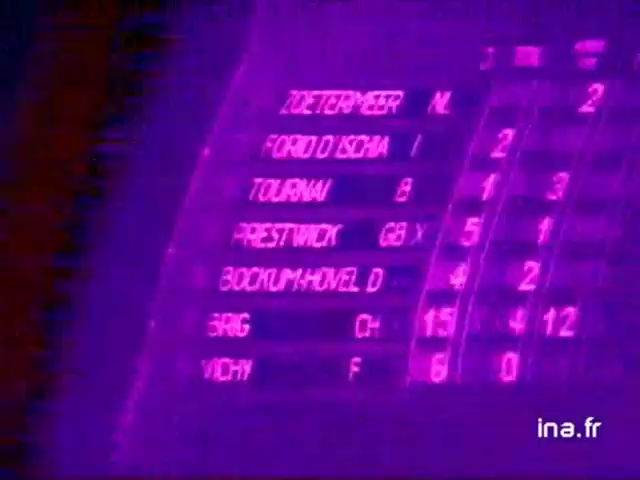 ZOETERMEER NL 2
FORIO D'ISCHIA I 2
TOURNAI B 1 3
PRESTWICK GB X 5 1
BOCKUM-HOVEL D 4 2
BRIG CH 15 4 12
VICHY F 6 0
ina.fr